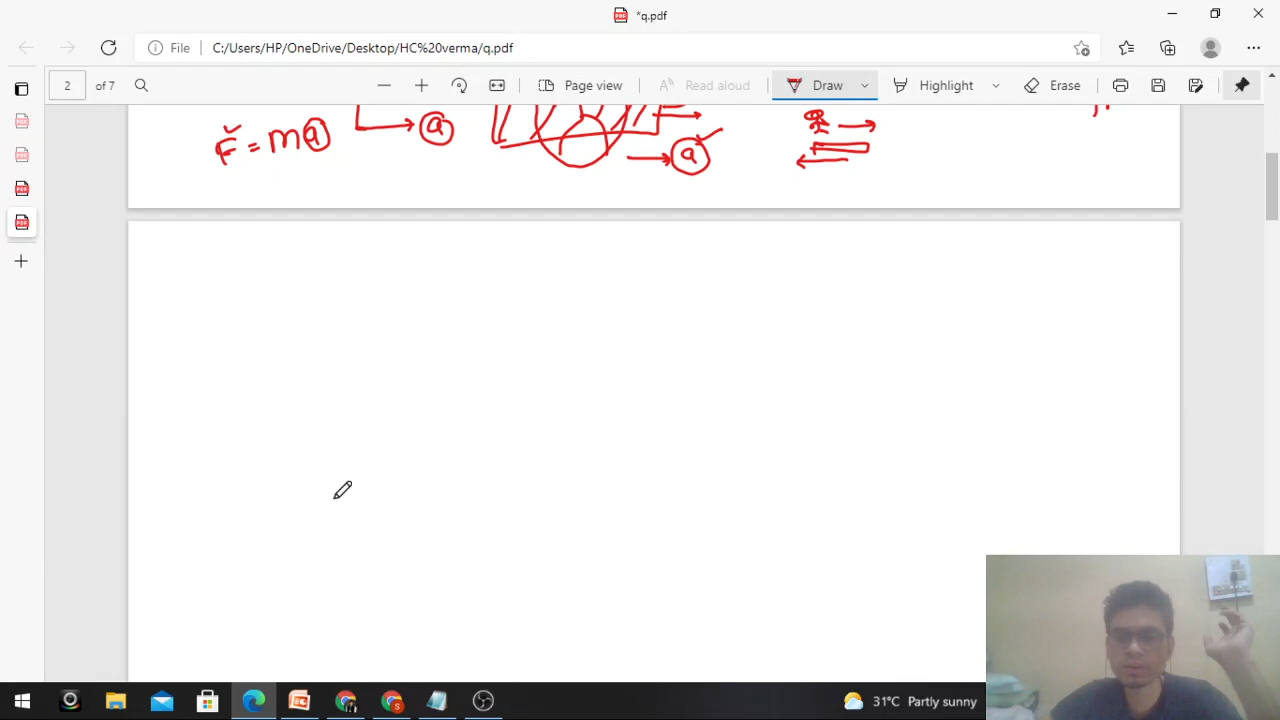 *q.pdf
File C:/Users/HP/OneDrive/Desktop/HC%20verma/q.pdf
2 of 7 Page view Read aloud Draw Highlight Erase
F = ma
a
a
31°C Partly sunny